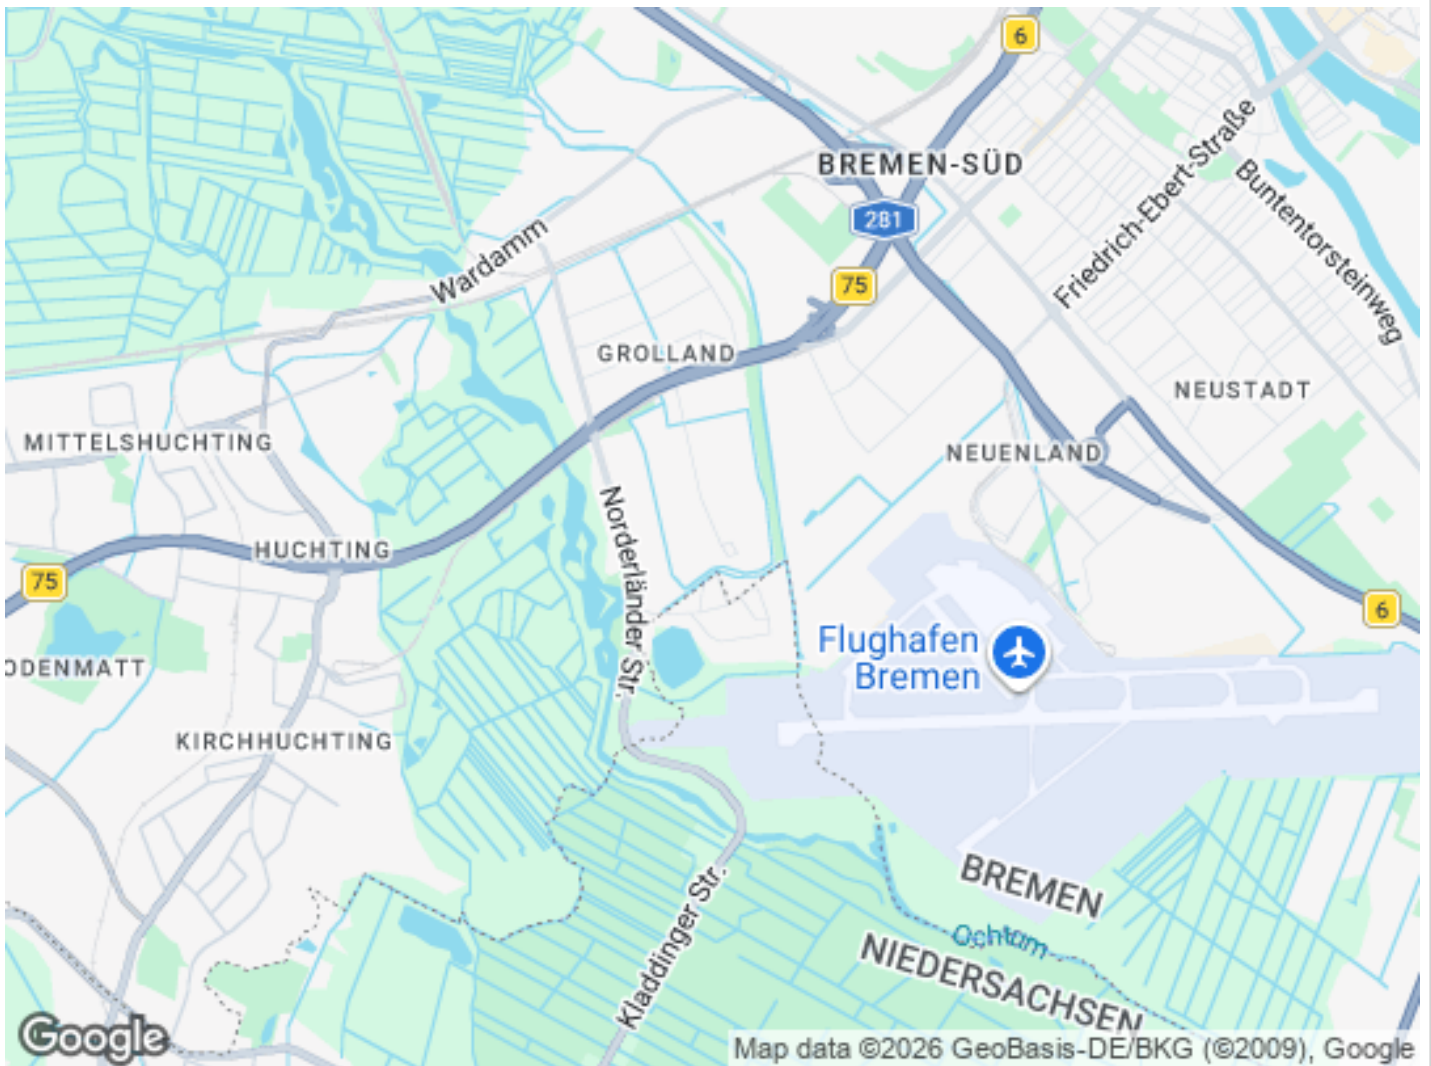 6
BREMEN-SÜD
281
75
Friedrich-Ebert-Straße
Buntentorsteinweg
Wardamm
GROLLAND
NEUSTADT
MITTELSHUCHTING
NEUENLAND
Norderländer Str.
HUCHTING
75
6
Flughafen
Bremen
ODENMATT
KIRCHHUCHTING
BREMEN
Ochtum
NIEDERSACHSEN
Kladdinger Str.
Google
Map data ©2026 GeoBasis-DE/BKG (©2009), Google